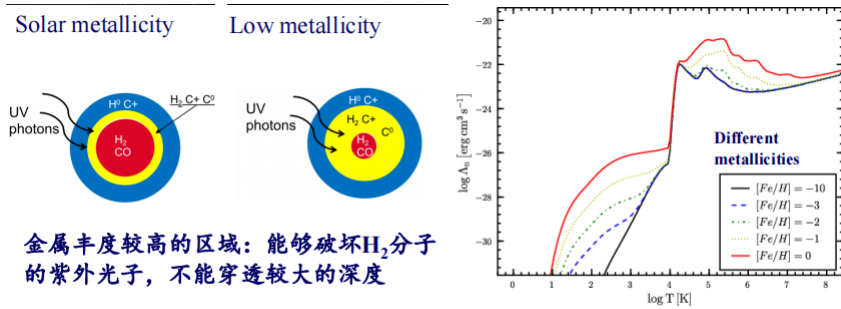 Solar metallicity
Low metallicity
H⁰ C+
H₂ C+ C⁰
UV
photons
H₂
CO
H⁰ C+
H₂ C+
C⁰
UV
photons
H₂
CO
金属丰度较高的区域：能够破坏H₂分子
的紫外光子，不能穿透较大的深度
log Λₙ [erg cm³ s⁻¹]
−20
−22
−24
−26
−28
−30
Different
metallicities
[Fe/H] = −10
[Fe/H] = −3
[Fe/H] = −2
[Fe/H] = −1
[Fe/H] = 0
0 1 2 3 4 5 6 7 8
log T [K]